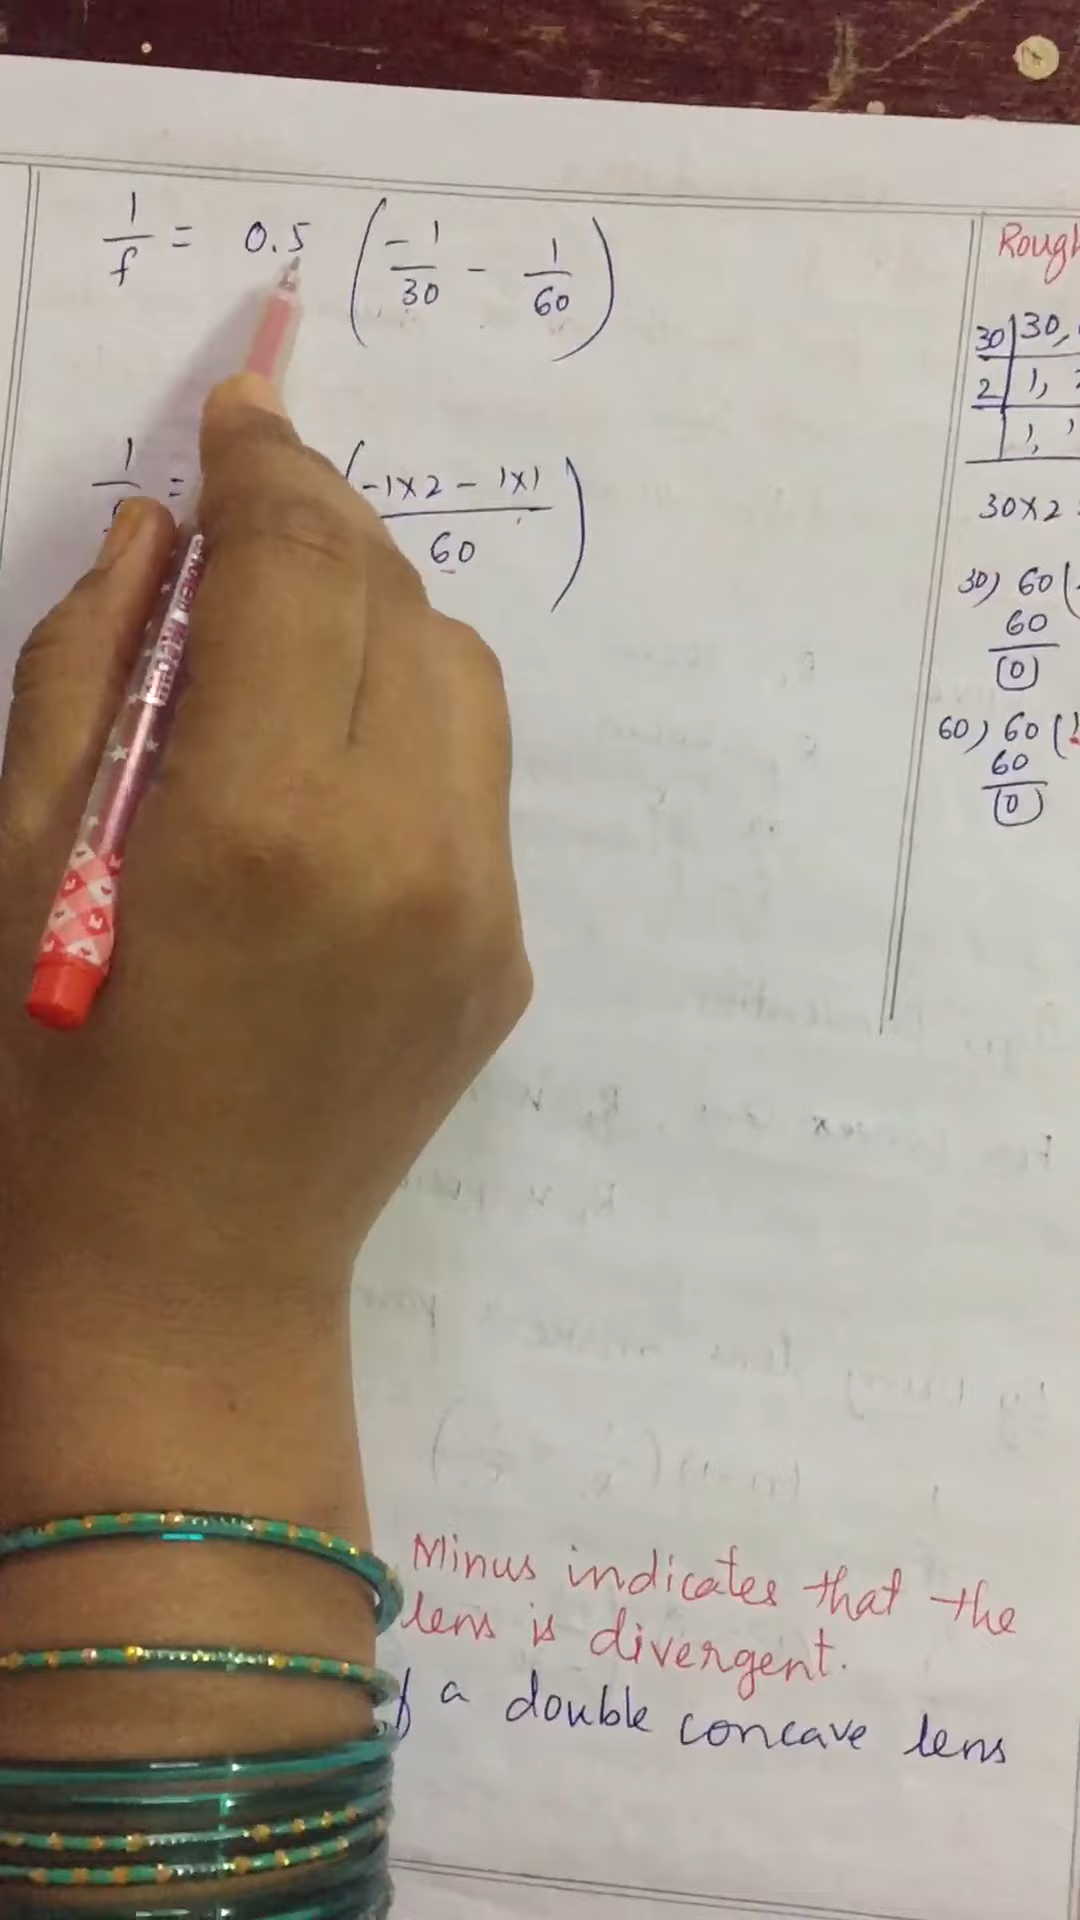 1/f = 0.5 (-1/30 - 1/60)
1/ = (-1×2 - 1×1 / 60)
Minus indicates that the
lens is divergent.
a double concave lens
Rough
30 | 30,
2 | 1,
1, 1
30×2
30) 60 (
60
0
60) 60 (
60
0